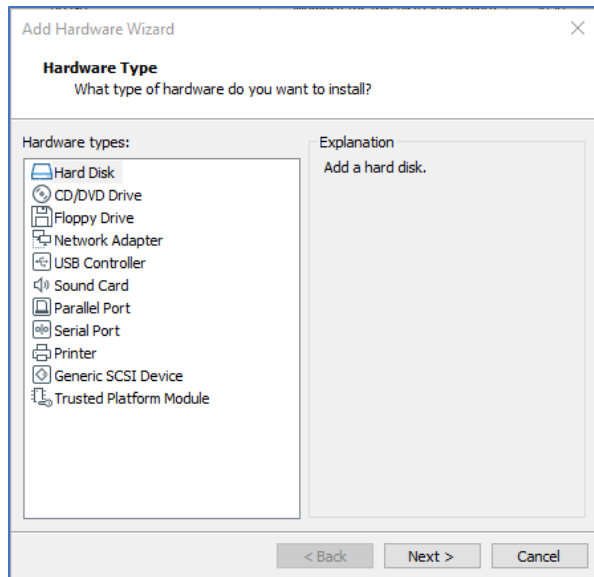 Add Hardware Wizard
Hardware Type
What type of hardware do you want to install?
Hardware types:
Hard Disk
CD/DVD Drive
Floppy Drive
Network Adapter
USB Controller
Sound Card
Parallel Port
Serial Port
Printer
Generic SCSI Device
Trusted Platform Module
Explanation
Add a hard disk.
< Back
Next >
Cancel